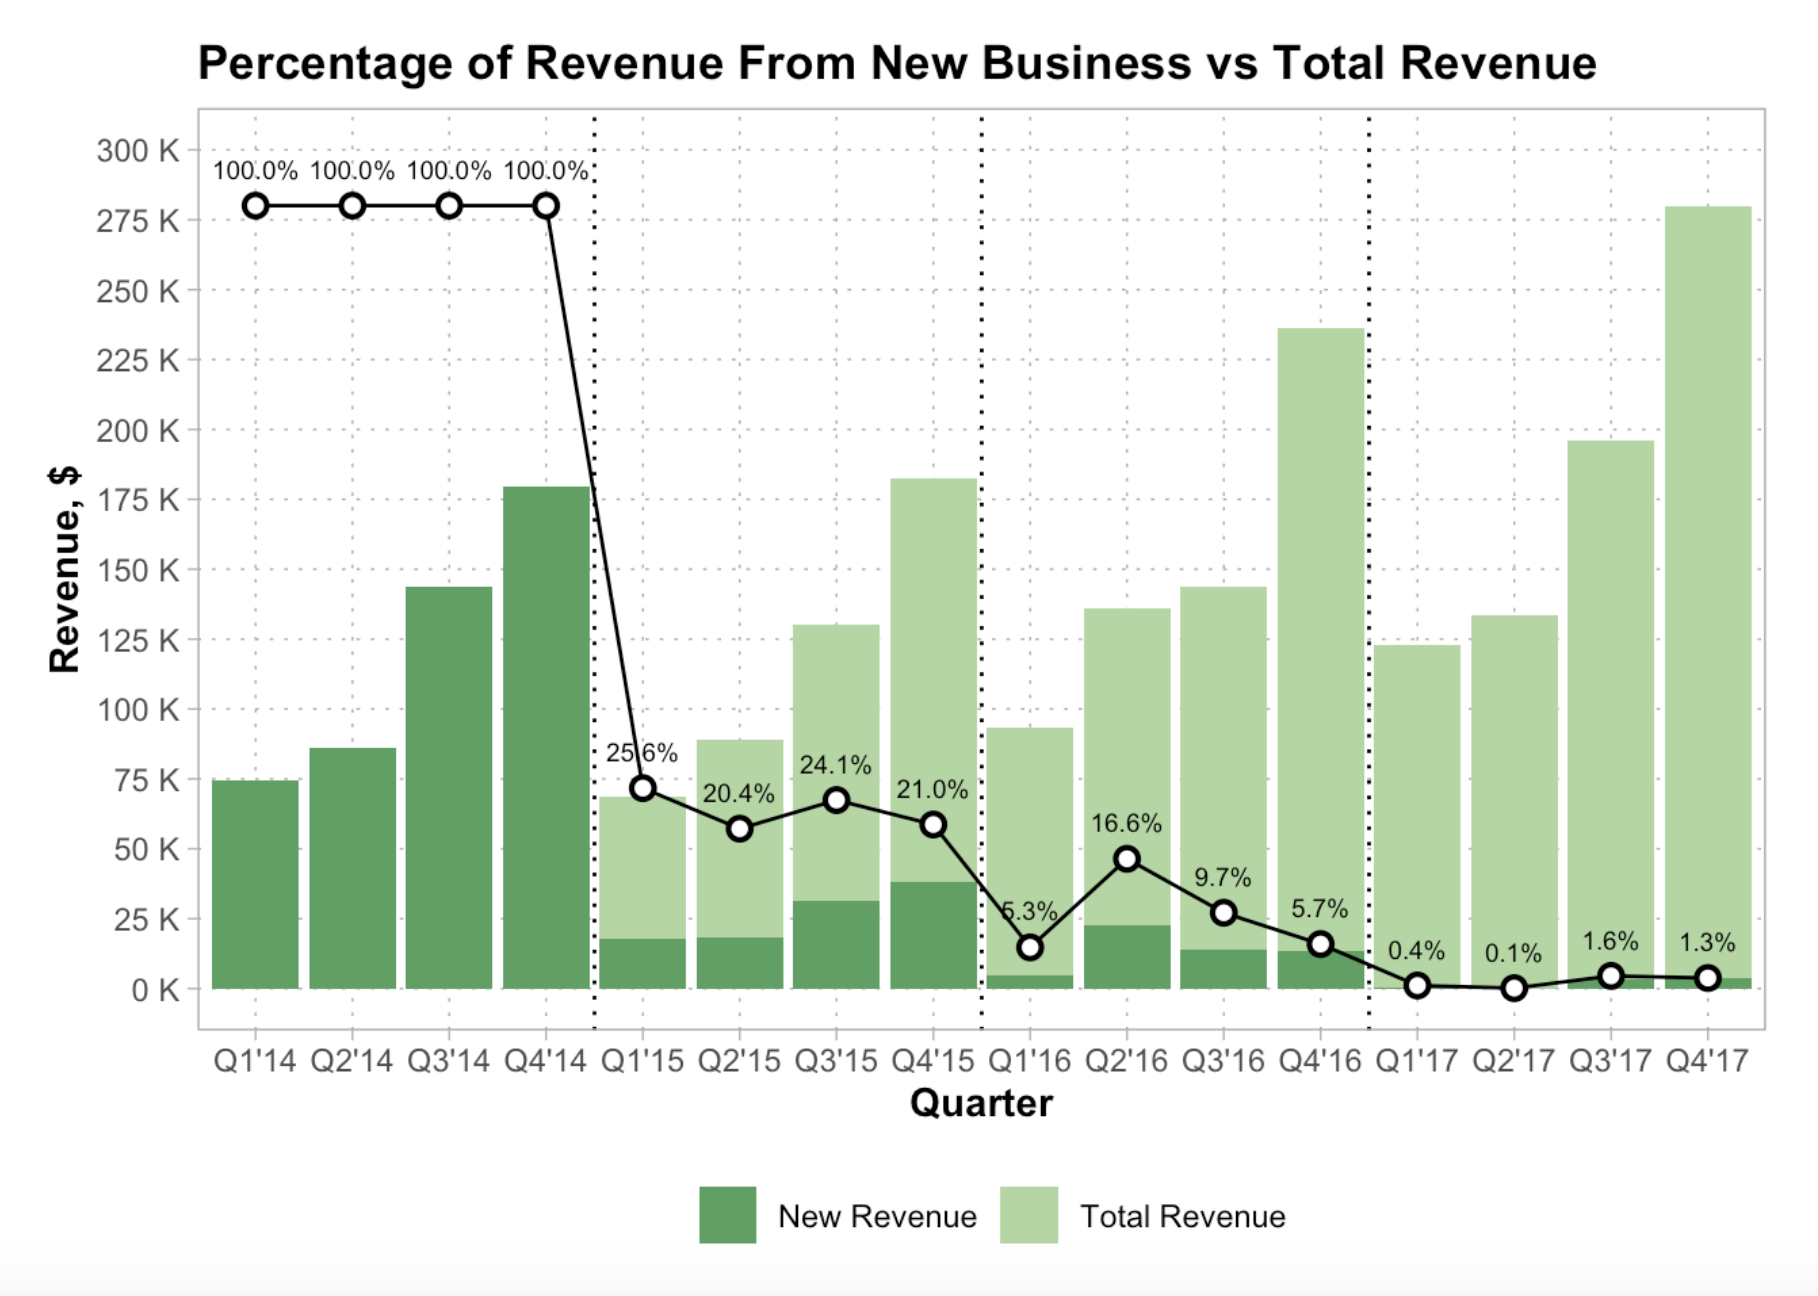 Percentage of Revenue From New Business vs Total Revenue
Revenue, $
300 K
275 K
250 K
225 K
200 K
175 K
150 K
125 K
100 K
75 K
50 K
25 K
0 K
100.0% 100.0% 100.0% 100.0%
25.6%
20.4%
24.1%
21.0%
5.3%
16.6%
9.7%
5.7%
0.4%
0.1%
1.6%
1.3%
Q1'14 Q2'14 Q3'14 Q4'14 Q1'15 Q2'15 Q3'15 Q4'15 Q1'16 Q2'16 Q3'16 Q4'16 Q1'17 Q2'17 Q3'17 Q4'17
Quarter
New Revenue Total Revenue